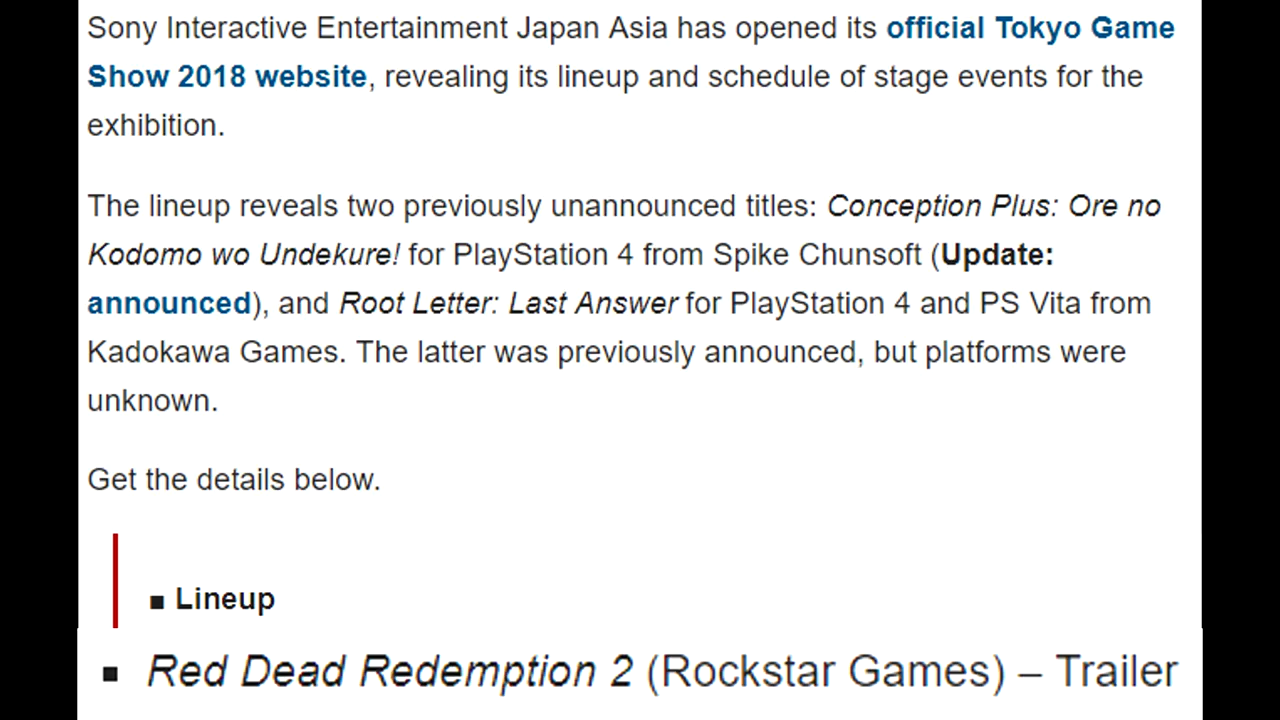 Sony Interactive Entertainment Japan Asia has opened its official Tokyo Game
Show 2018 website, revealing its lineup and schedule of stage events for the
exhibition.
The lineup reveals two previously unannounced titles: Conception Plus: Ore no
Kodomo wo Undekure! for PlayStation 4 from Spike Chunsoft (Update:
announced), and Root Letter: Last Answer for PlayStation 4 and PS Vita from
Kadokawa Games. The latter was previously announced, but platforms were
unknown.
Get the details below.
■ Lineup
▪ Red Dead Redemption 2 (Rockstar Games) – Trailer